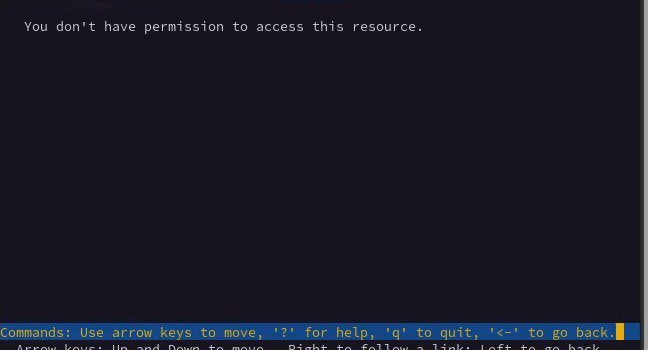 You don't have permission to access this resource.
Commands: Use arrow keys to move, '?' for help, 'q' to quit, '<-' to go back.
Arrow keys: Up and Down to move. Right to follow a link; Left to go back.